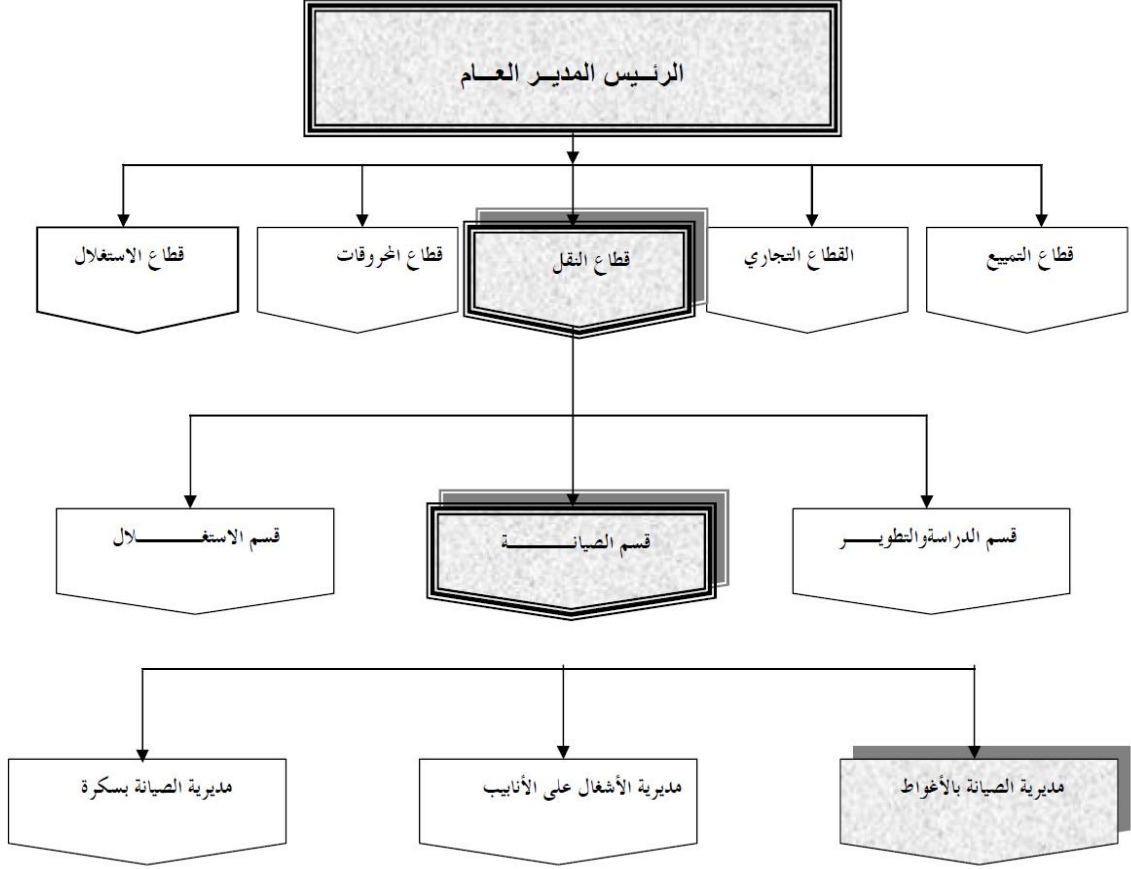 الرئيس المدير العام
قطاع التمييع
القطاع التجاري
قطاع النقل
قطاع المحروقات
قطاع الاستغلال
قسم الدراسةوالتطوير
قسم الصيانة
قسم الاستغلال
مديرية الصيانة بالأغواط
مديرية الأشغال على الأنابيب
مديرية الصيانة بسكرة